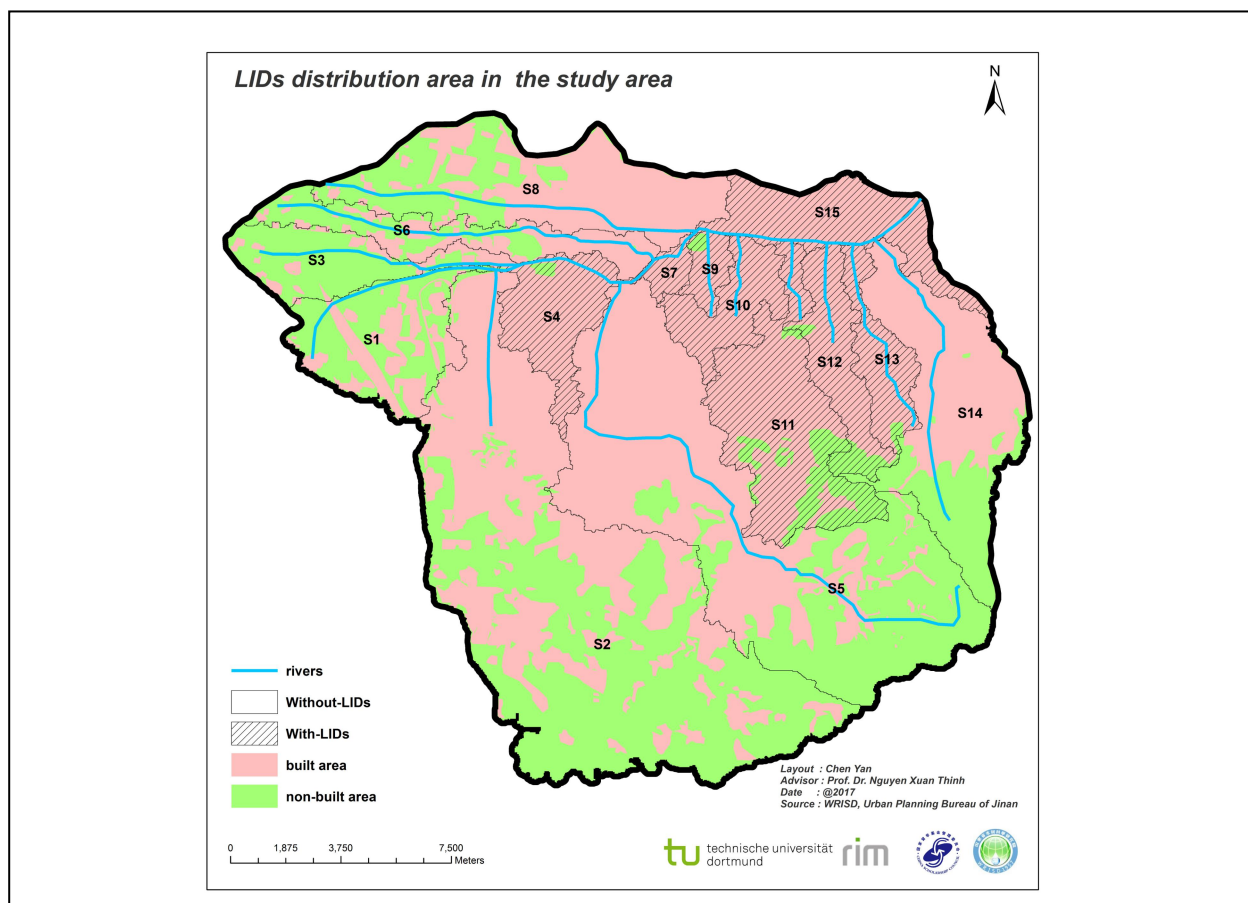 LIDs distribution area in the study area
N
S8
S15
S6
S3
S7
S9
S10
S4
S1
S12
S13
S14
S11
S5
S2
rivers
Without-LIDs
With-LIDs
built area
non-built area
Layout : Chen Yan
Advisor : Prof. Dr. Nguyen Xuan Thinh
Date : @2017
Source : WRISD, Urban Planning Bureau of Jinan
0 1,875 3,750 7,500
Meters
tu technische universität
dortmund
rim